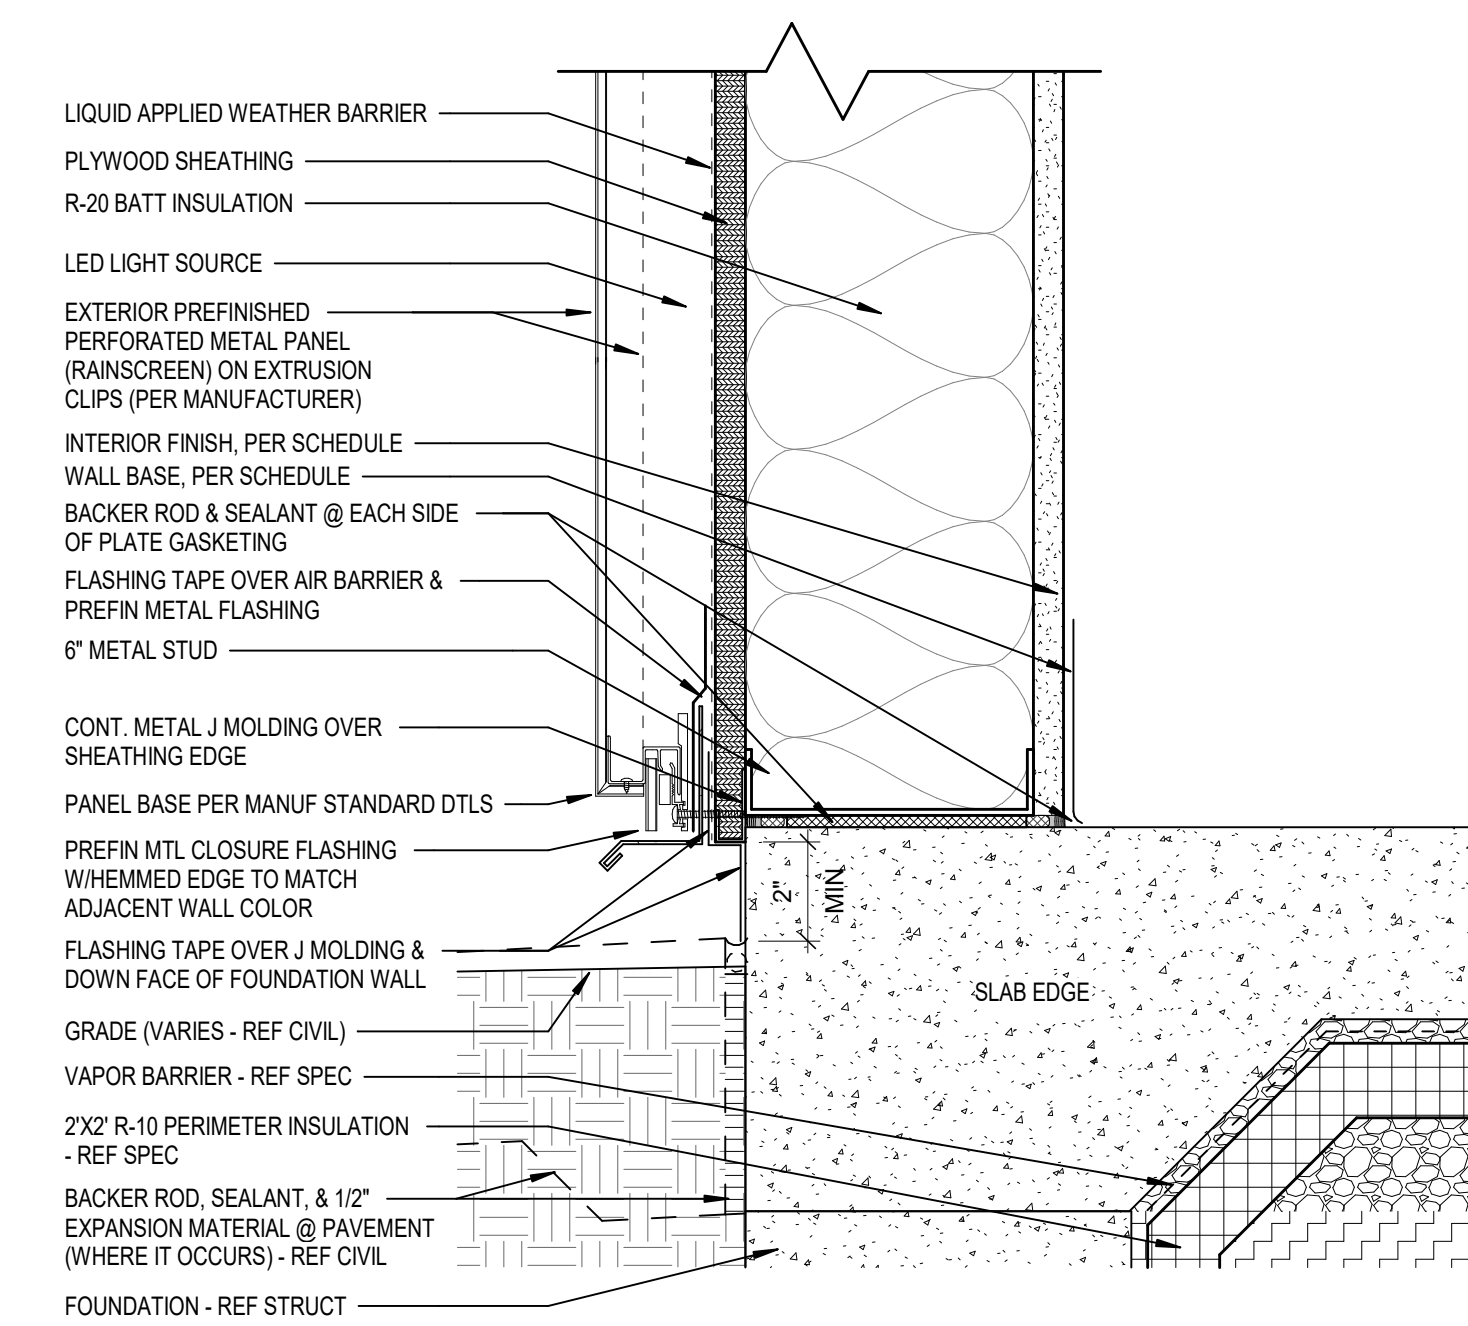 LIQUID APPLIED WEATHER BARRIER
PLYWOOD SHEATHING
R-20 BATT INSULATION
LED LIGHT SOURCE
EXTERIOR PREFINISHED
PERFORATED METAL PANEL
(RAINSCREEN) ON EXTRUSION
CLIPS (PER MANUFACTURER)
INTERIOR FINISH, PER SCHEDULE
WALL BASE, PER SCHEDULE
BACKER ROD & SEALANT @ EACH SIDE
OF PLATE GASKETING
FLASHING TAPE OVER AIR BARRIER &
PREFIN METAL FLASHING
6" METAL STUD
CONT. METAL J MOLDING OVER
SHEATHING EDGE
PANEL BASE PER MANUF STANDARD DTLS
PREFIN MTL CLOSURE FLASHING
W/HEMMED EDGE TO MATCH
ADJACENT WALL COLOR
FLASHING TAPE OVER J MOLDING &
DOWN FACE OF FOUNDATION WALL
GRADE (VARIES - REF CIVIL)
VAPOR BARRIER - REF SPEC
2'X2' R-10 PERIMETER INSULATION
- REF SPEC
BACKER ROD, SEALANT, & 1/2"
EXPANSION MATERIAL @ PAVEMENT
(WHERE IT OCCURS) - REF CIVIL
FOUNDATION - REF STRUCT
2"
MIN
SLAB EDGE